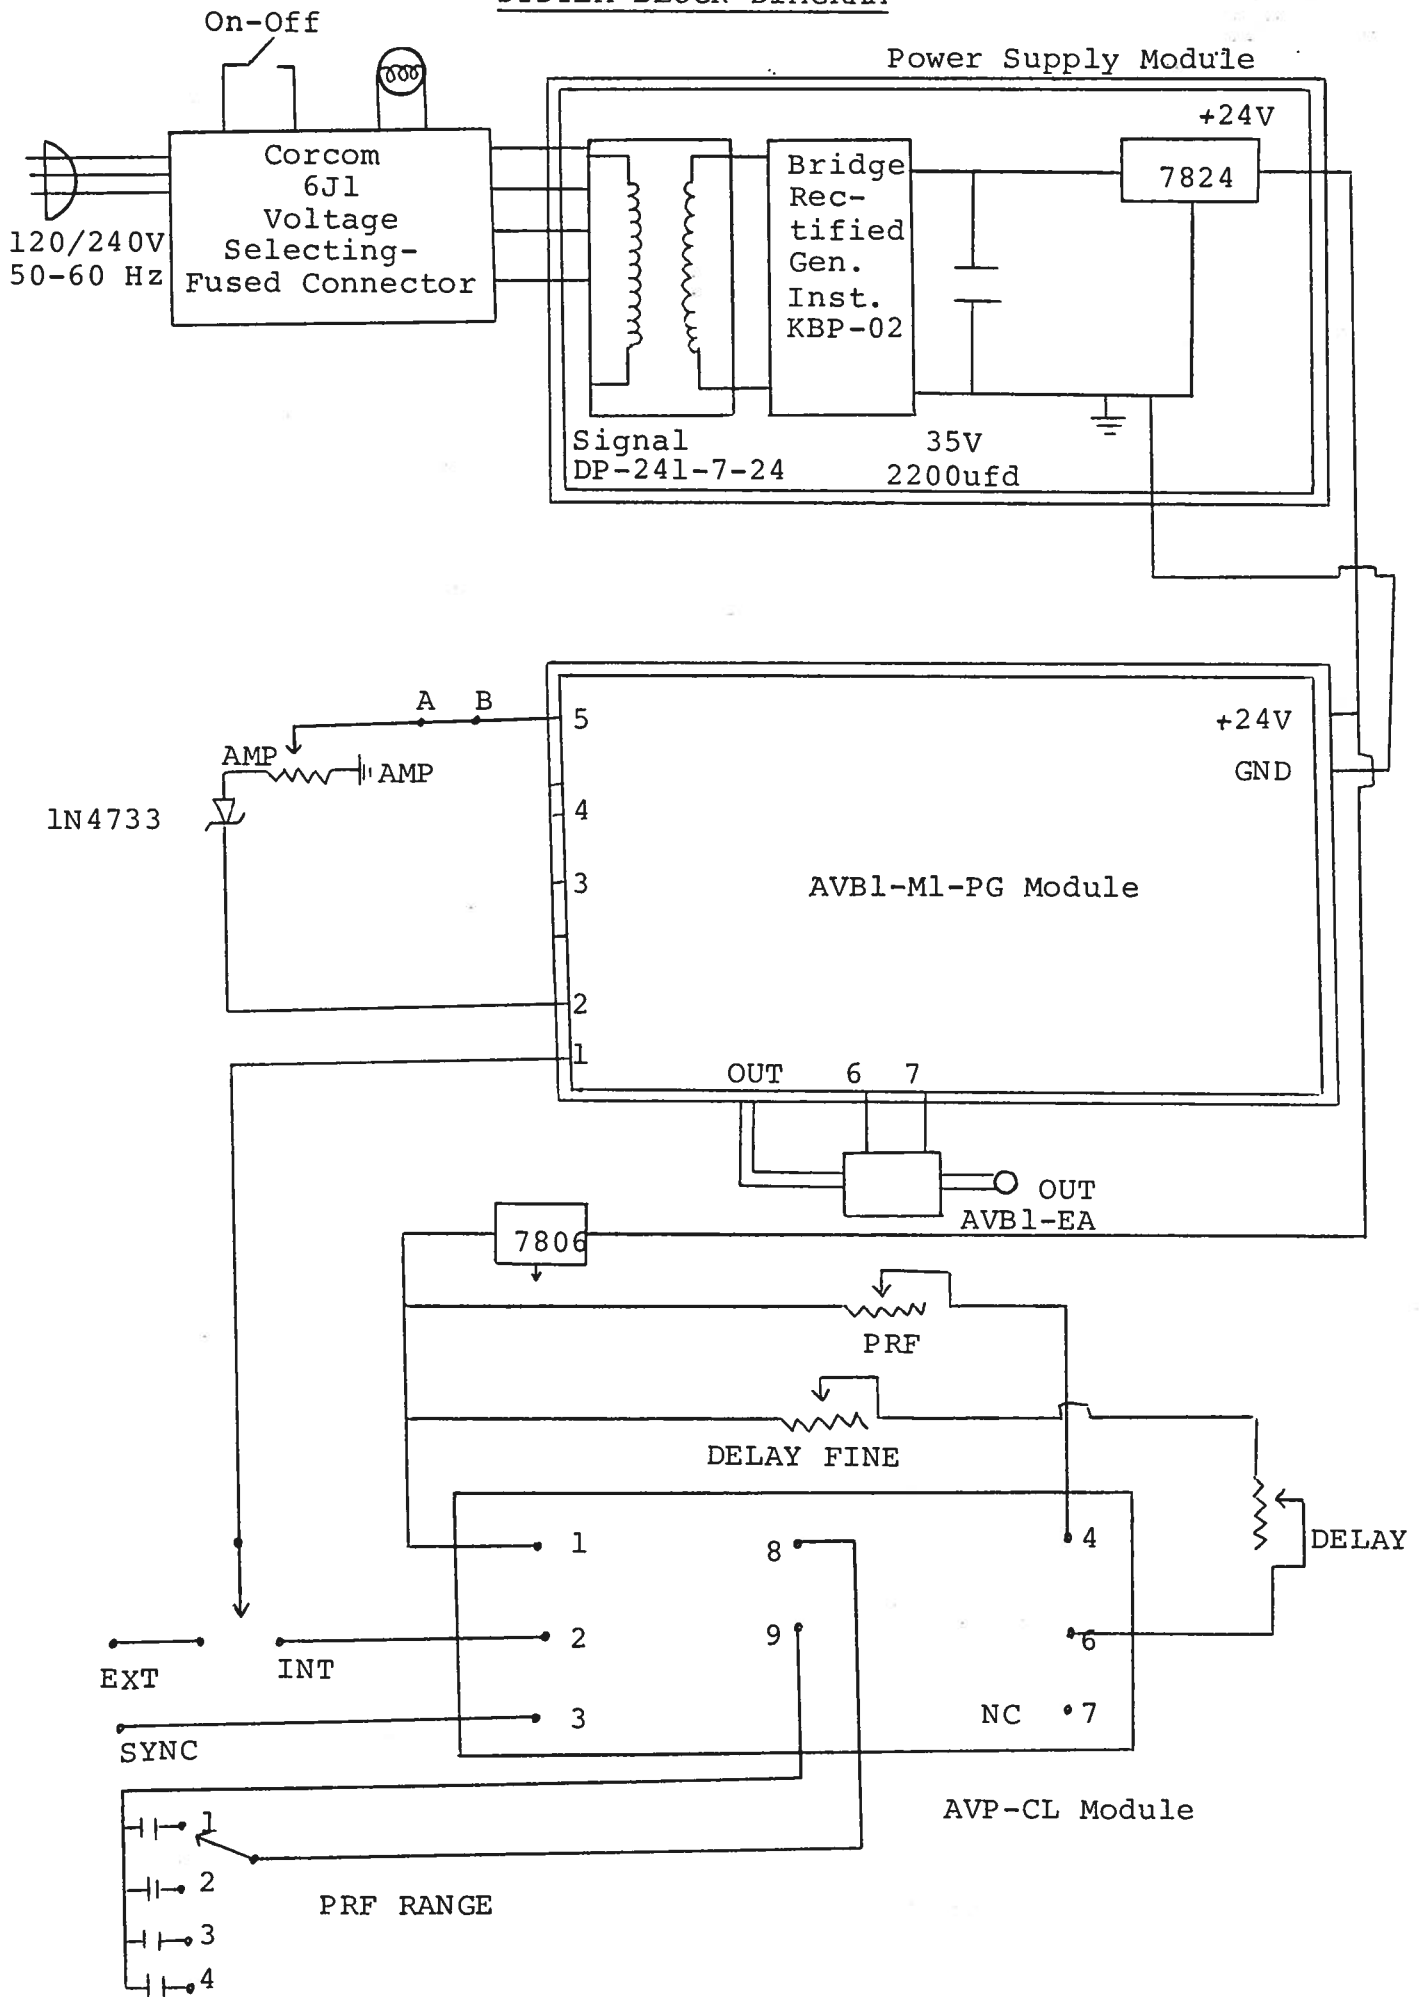 SYSTEM BLOCK DIAGRAM
On-Off
Power Supply Module
+24V
Corcom
6J1
Voltage
Selecting-
Fused Connector
120/240V
50-60 Hz
Bridge
Rec-
tified
Gen.
Inst.
KBP-02
7824
Signal
DP-241-7-24
35V
2200ufd
A
B
5
+24V
AMP
AMP
GND
1N4733
4
3
AVB1-M1-PG Module
2
1
OUT
6
7
OUT
AVB1-EA
7806
PRF
DELAY FINE
1
8
4
DELAY
2
9
6
EXT
INT
3
NC
7
SYNC
AVP-CL Module
1
2
PRF RANGE
3
4